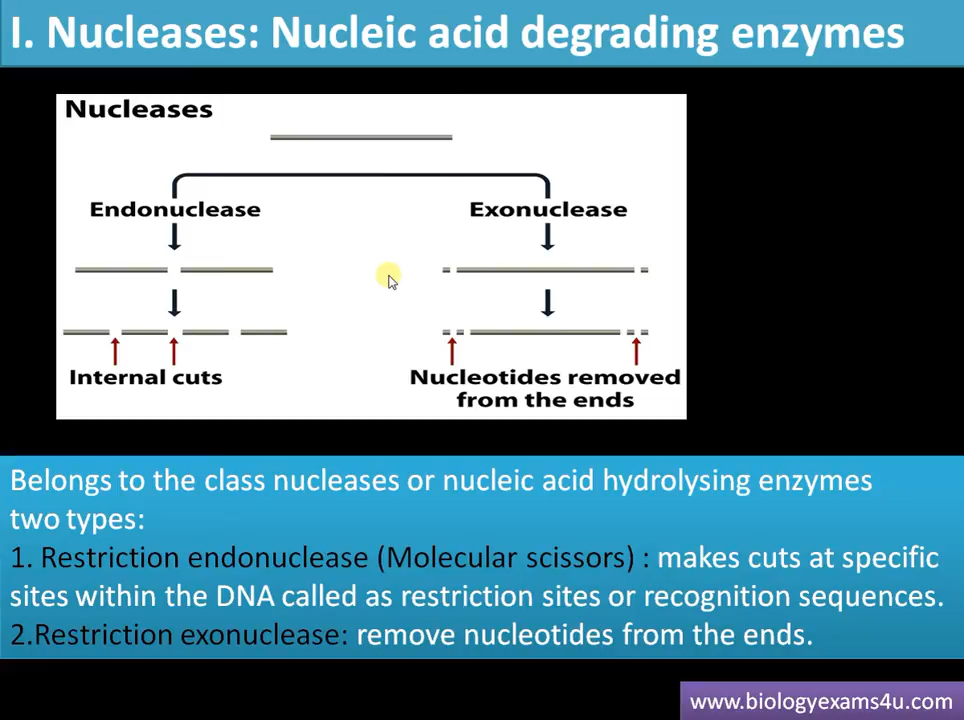 I. Nucleases: Nucleic acid degrading enzymes
Nucleases
Endonuclease
Exonuclease
Internal cuts
Nucleotides removed
from the ends
Belongs to the class nucleases or nucleic acid hydrolysing enzymes
two types:
1. Restriction endonuclease (Molecular scissors) : makes cuts at specific
sites within the DNA called as restriction sites or recognition sequences.
2.Restriction exonuclease: remove nucleotides from the ends.
www.biologyexams4u.com